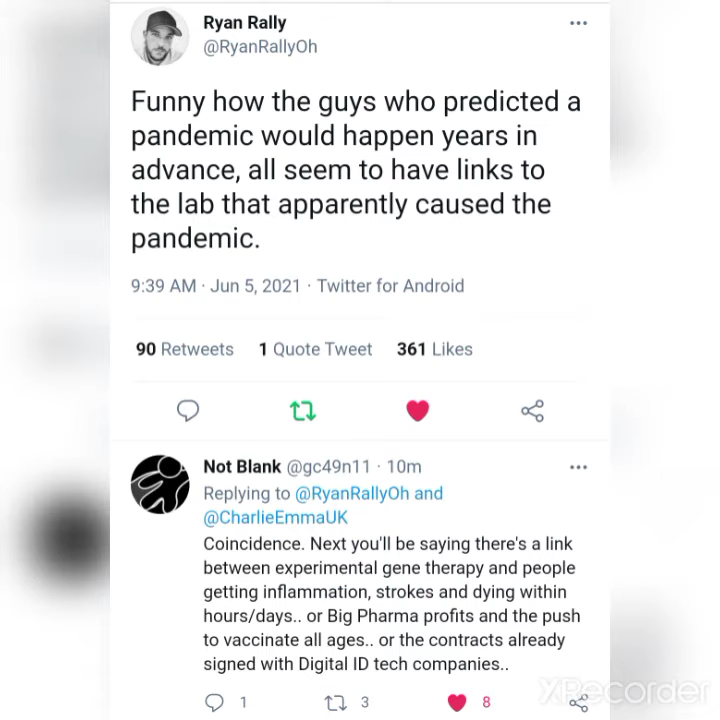 Ryan Rally
@RyanRallyOh
Funny how the guys who predicted a
pandemic would happen years in
advance, all seem to have links to
the lab that apparently caused the
pandemic.
9:39 AM · Jun 5, 2021 · Twitter for Android
90 Retweets 1 Quote Tweet 361 Likes
Not Blank @gc49n11 · 10m
Replying to @RyanRallyOh and
@CharlieEmmaUK
Coincidence. Next you'll be saying there's a link
between experimental gene therapy and people
getting inflammation, strokes and dying within
hours/days.. or Big Pharma profits and the push
to vaccinate all ages.. or the contracts already
signed with Digital ID tech companies..
1 3 8
XRecorder